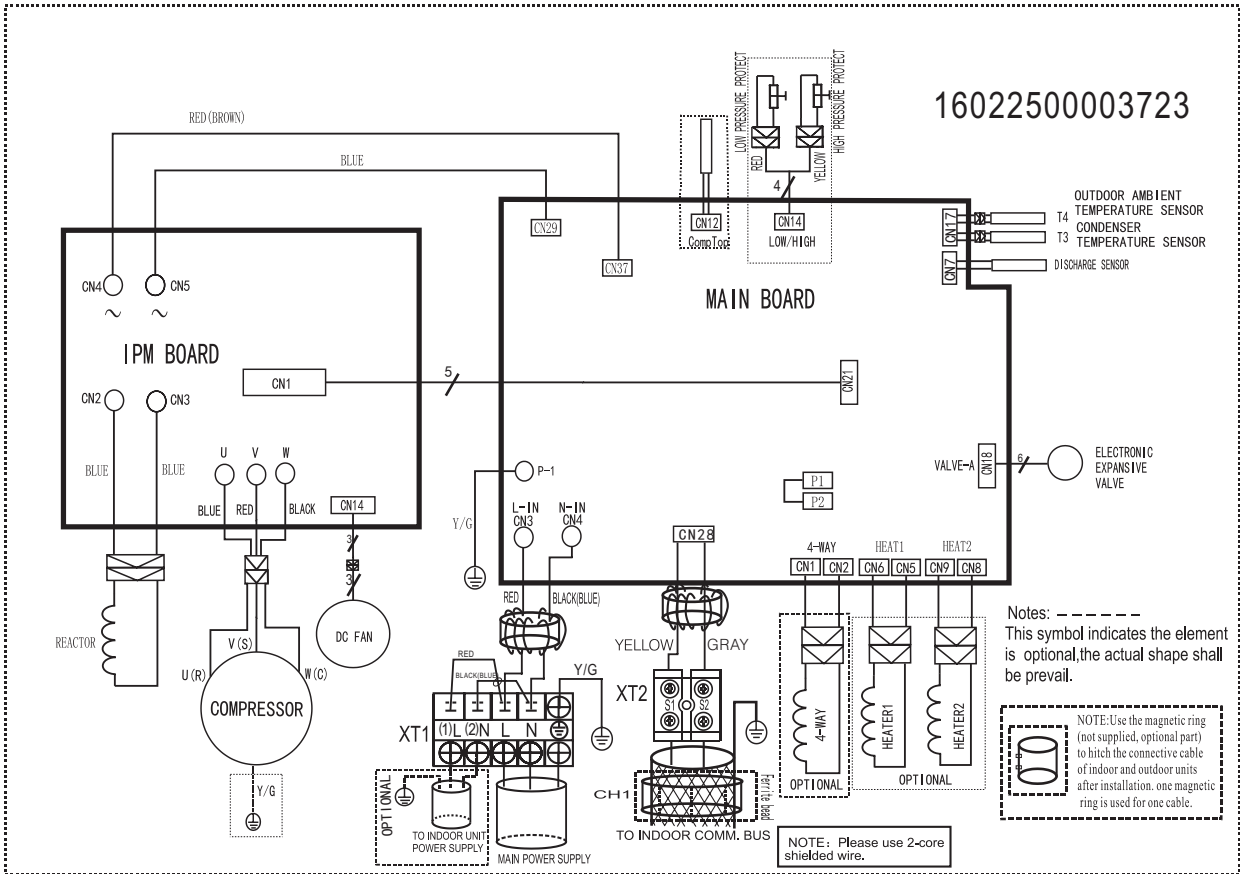 16022500003723
RED(BROWN)
BLUE
LOW PRESSURE PROTECT
HIGH PRESSURE PROTECT
RED
YELLOW
4
CN12
CompTop
CN14
LOW/HIGH
CN17
T4
OUTDOOR AMBIENT
TEMPERATURE SENSOR
T3
CONDENSER
TEMPERATURE SENSOR
CN7
DISCHARGE SENSOR
CN29
CN37
MAIN BOARD
CN4
CN5
∼
∼
IPM BOARD
CN1
5
CN21
CN2
CN3
BLUE
BLUE
U
V
W
BLUE
RED
BLACK
CN14
3
3
DC FAN
REACTOR
V(S)
U(R)
W(C)
COMPRESSOR
Y/G
P-1
Y/G
L-IN
CN3
N-IN
CN4
RED
BLACK(BLUE)
CN28
P1
P2
VALVE-A
CN18
6
ELECTRONIC
EXPANSIVE
VALVE
4-WAY
CN1
CN2
HEAT1
CN6
CN5
HEAT2
CN9
CN8
YELLOW
GRAY
RED
BLACK(BLUE)
Y/G
XT1
(1)L
(2)N
L
N
XT2
S1
S2
OPTIONAL
TO INDOOR UNIT
POWER SUPPLY
MAIN POWER SUPPLY
CH1
Ferrite bead
TO INDOOR COMM. BUS
4-WAY
OPTIONAL
HEATER1
HEATER2
OPTIONAL
NOTE: Please use 2-core
shielded wire.
Notes: – – – – – –
This symbol indicates the element
is optional,the actual shape shall
be prevail.
NOTE:Use the magnetic ring
(not supplied, optional part)
to hitch the connective cable
of indoor and outdoor units
after installation. one magnetic
ring is used for one cable.